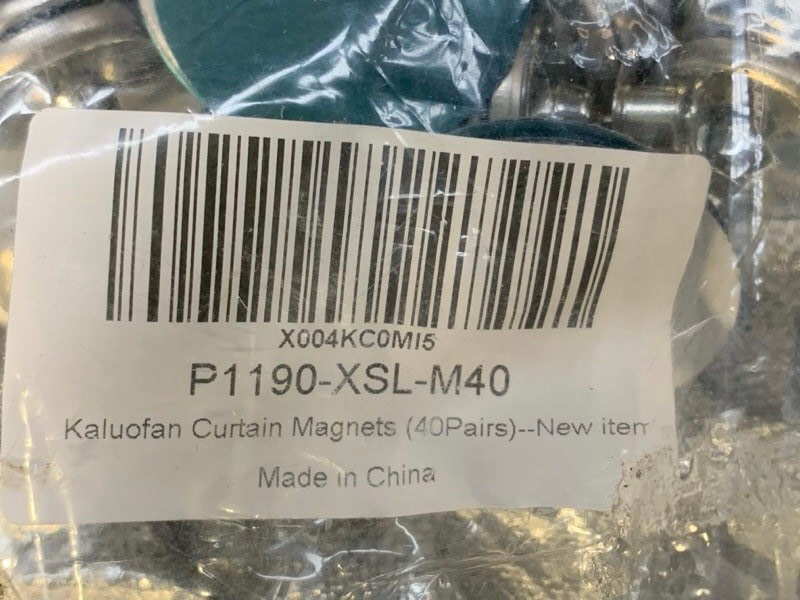 X004KC0MI5
P1190-XSL-M40
Kaluofan Curtain Magnets (40Pairs)--New item
Made in China